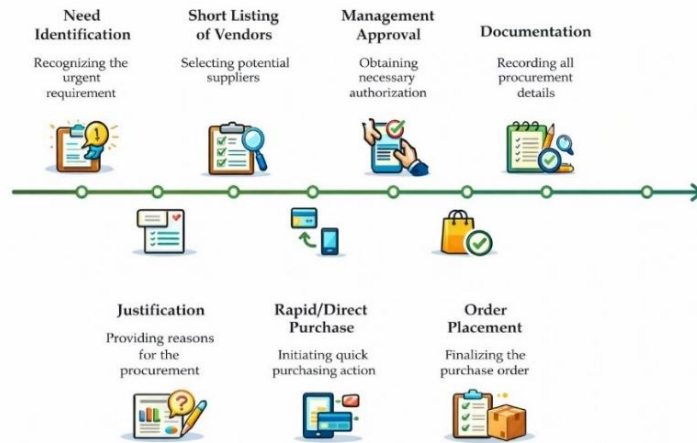 Need
Identification
Recognizing the
urgent
requirement
Short Listing
of Vendors
Selecting potential
suppliers
Management
Approval
Obtaining
necessary
authorization
Documentation
Recording all
procurement
details
Justification
Providing reasons
for the
procurement
Rapid/Direct
Purchase
Initiating quick
purchasing action
Order
Placement
Finalizing the
purchase order